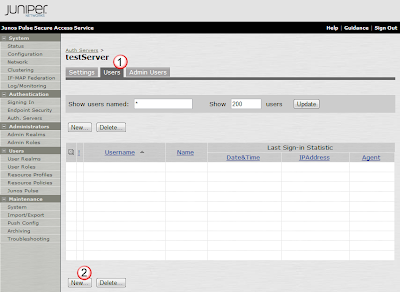 JUNIPER
NETWORKS
Junos Pulse Secure Access Service
Help | Guidance | Sign Out
System
Status
Configuration
Network
Clustering
IF-MAP Federation
Log/Monitoring
Authentication
Signing In
Endpoint Security
Auth. Servers
Administrators
Admin Realms
Admin Roles
Users
User Realms
User Roles
Resource Profiles
Resource Policies
Junos Pulse
Maintenance
System
Import/Export
Push Config
Archiving
Troubleshooting
Auth Servers >
testServer
1
Settings Users Admin Users
Show users named: * Show 200 users Update
New... Delete...
Last Sign-in Statistic
Username Name Date&Time IPAddress Agent
2
New... Delete...